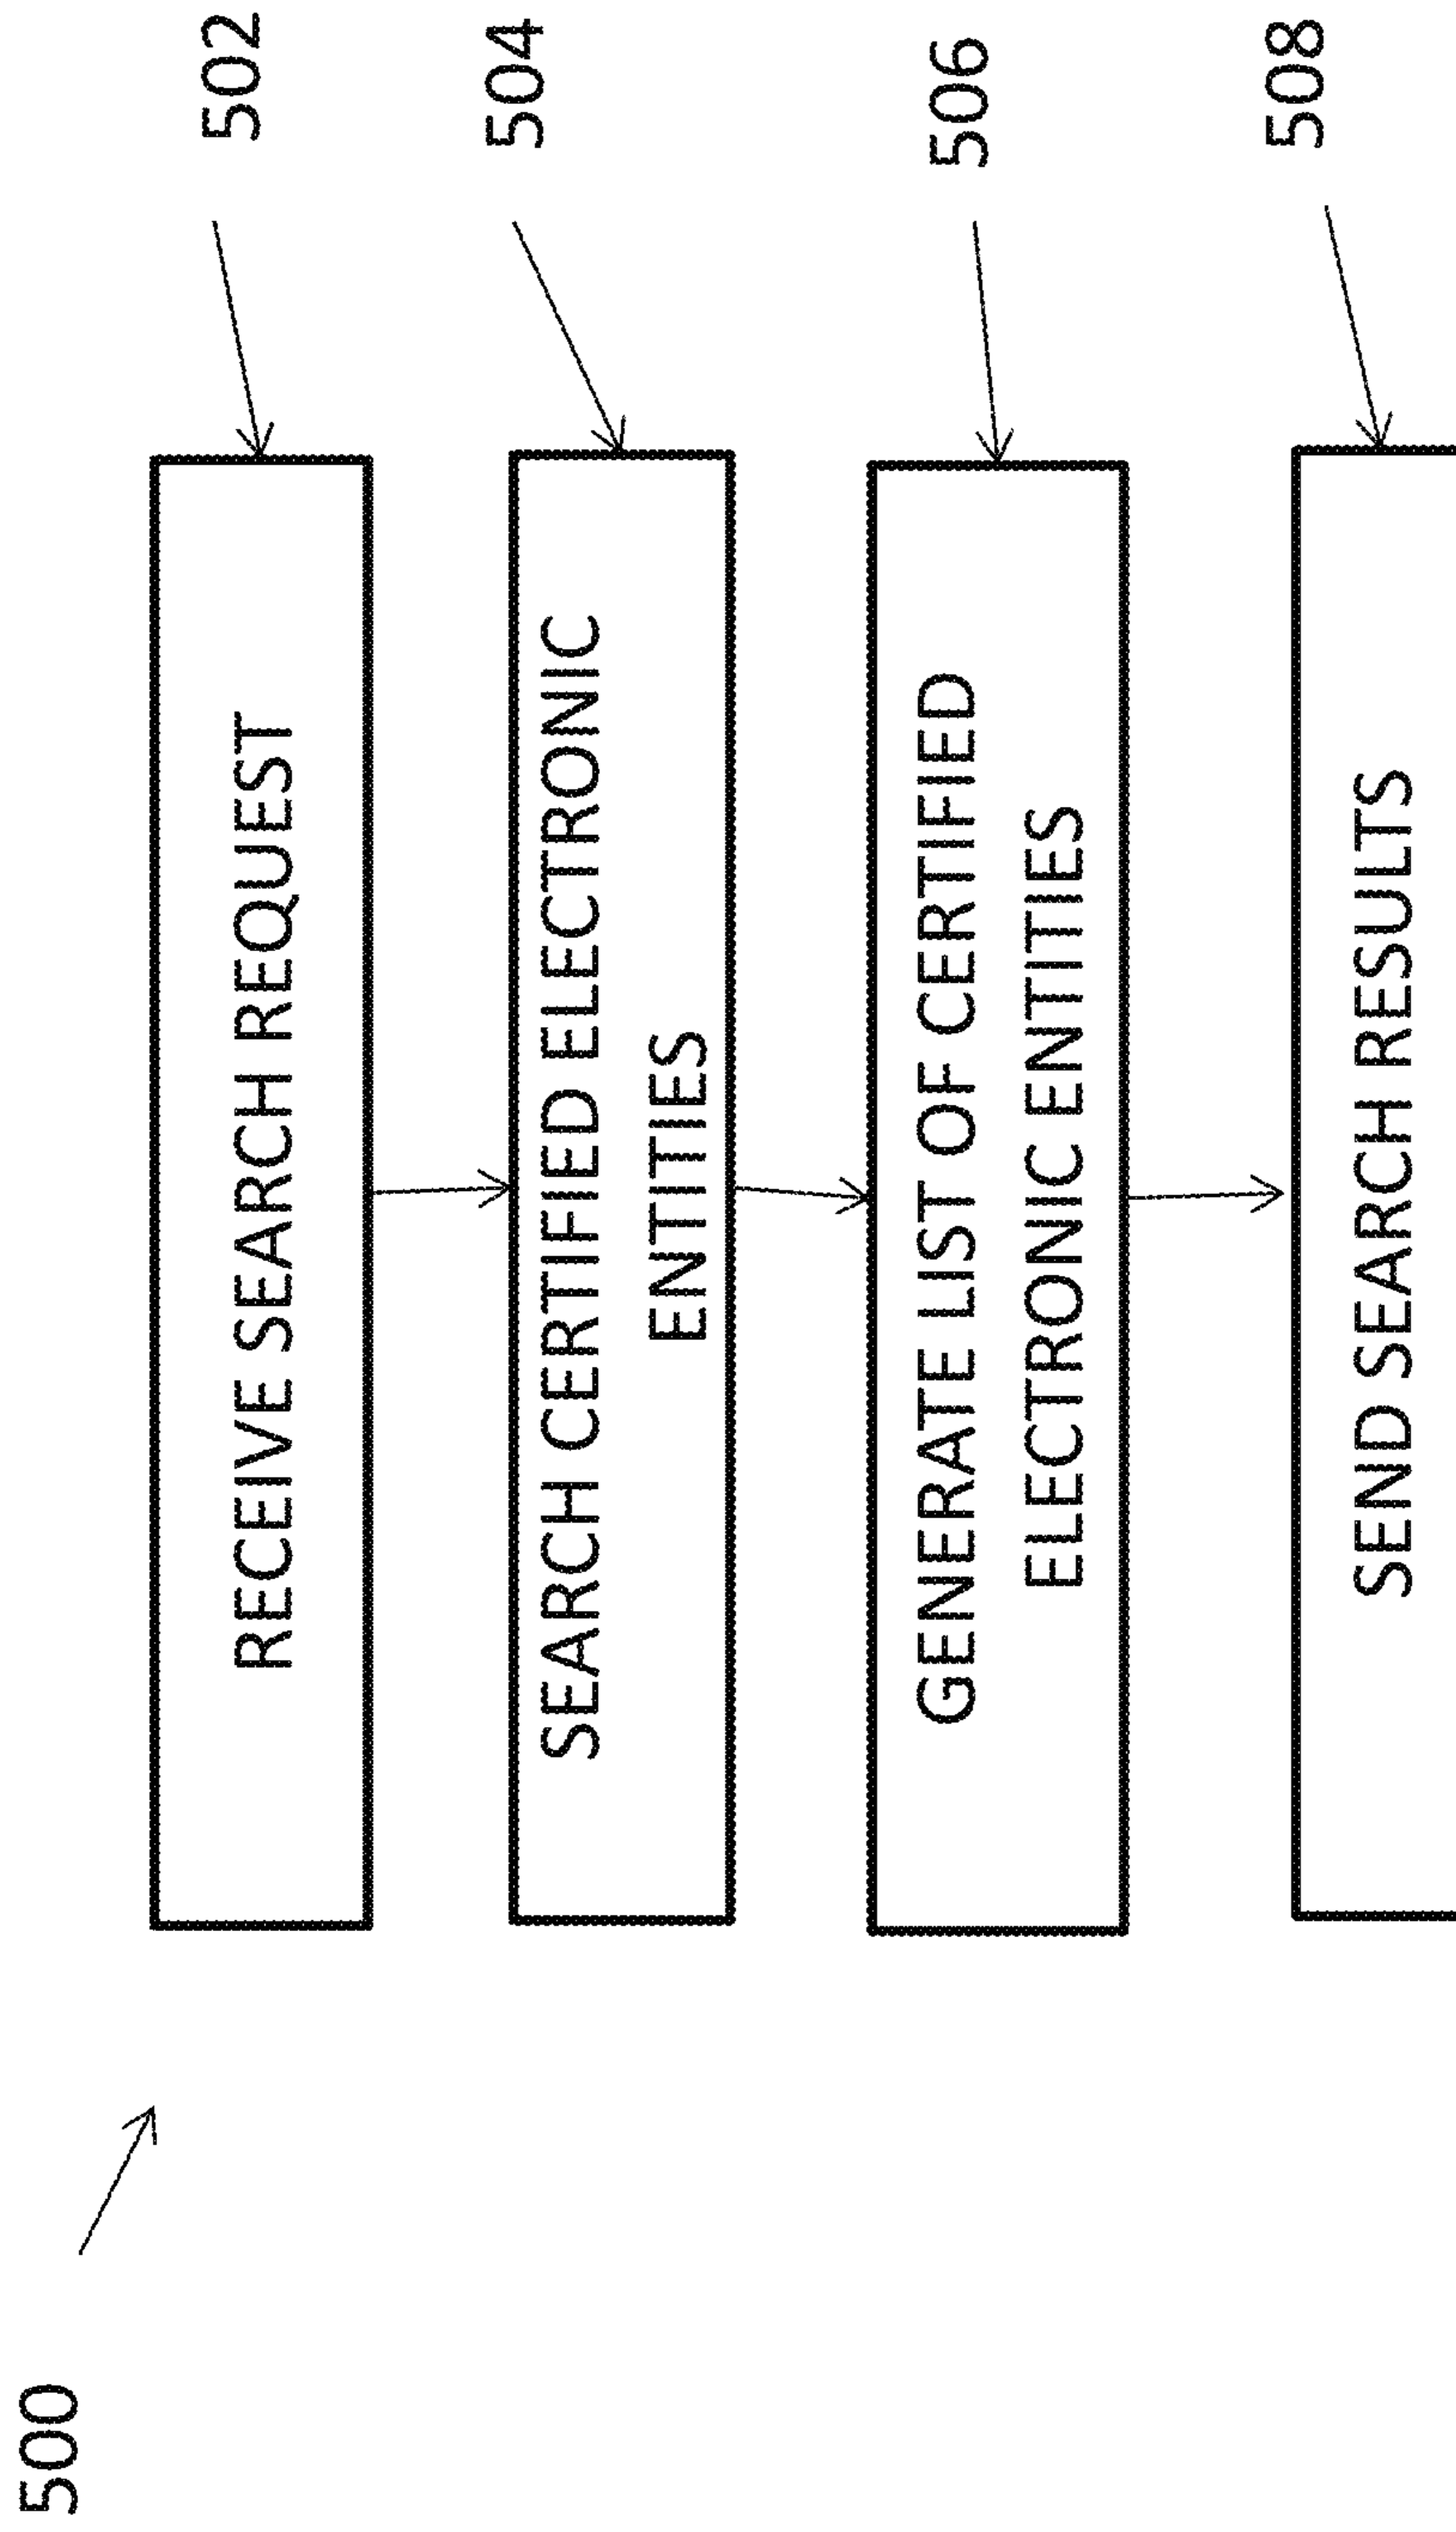 500
RECEIVE SEARCH REQUEST
502
SEARCH CERTIFIED ELECTRONIC
ENTITIES
504
GENERATE LIST OF CERTIFIED
ELECTRONIC ENTITIES
506
SEND SEARCH RESULTS
508